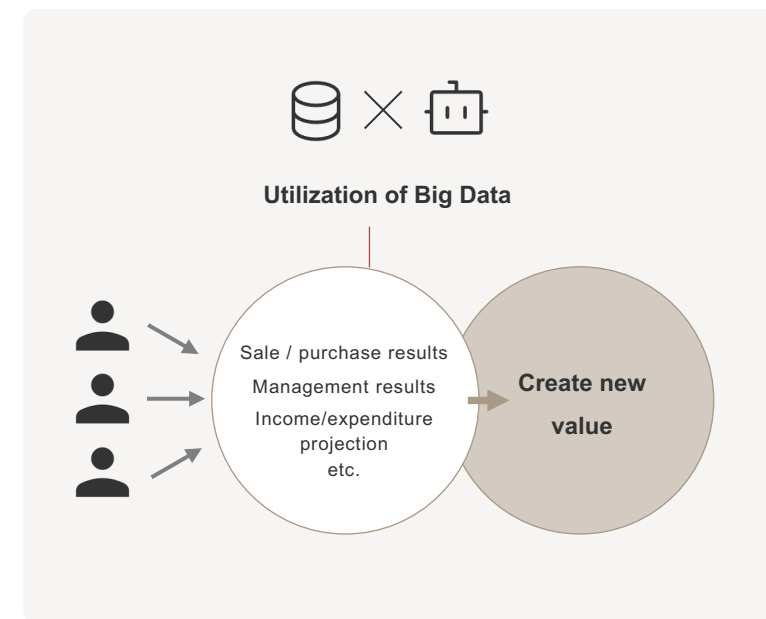 Utilization of Big Data
Sale / purchase results
Management results
Income/expenditure
projection
etc.
Create new
value